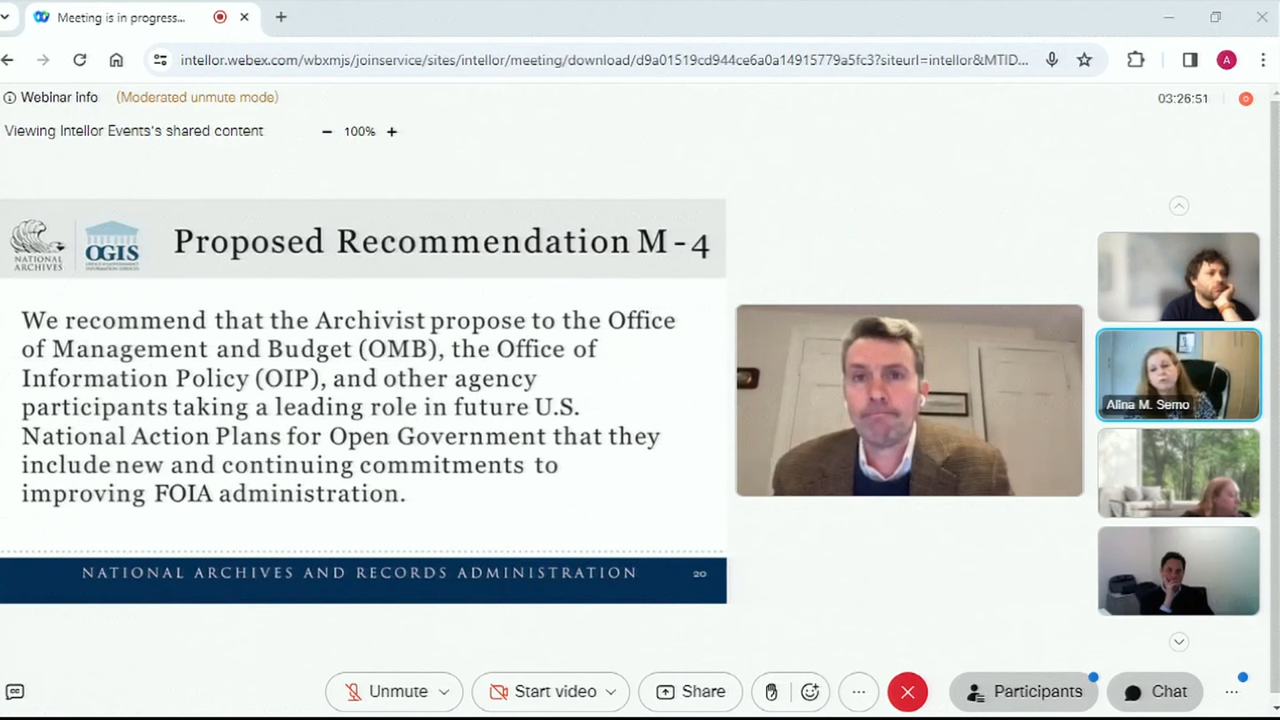 Meeting is in progress...
intellor.webex.com/wbxmjs/joinservice/sites/intellor/meeting/download/d9a01519cd944ce6a0a14915779a5fc3?siteurl=intellor&MTID...
A
Webinar info (Moderated unmute mode)
03:26:51
Viewing Intellor Events's shared content
100%
NATIONAL
ARCHIVES
OGIS
Proposed Recommendation M-4
We recommend that the Archivist propose to the Office
of Management and Budget (OMB), the Office of
Information Policy (OIP), and other agency
participants taking a leading role in future U.S.
National Action Plans for Open Government that they
include new and continuing commitments to
improving FOIA administration.
NATIONAL ARCHIVES AND RECORDS ADMINISTRATION
20
Alina M. Semo
Unmute
Start video
Share
Participants
Chat